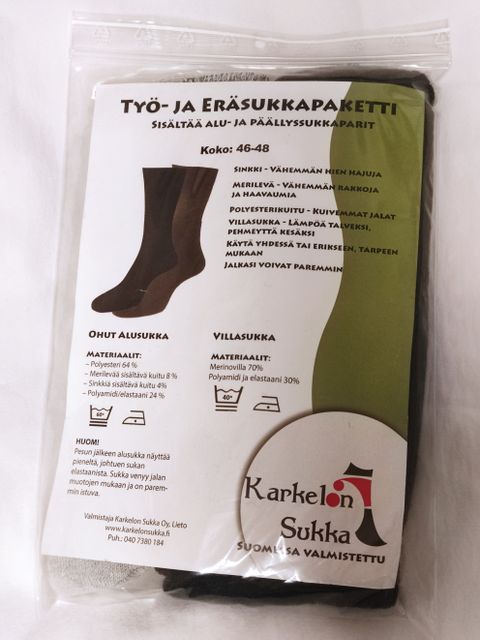 Työ- ja Eräsukkapaketti
Sisältää alu- ja päällyssukkaparit
Koko: 46-48
Sinkki - Vähemmän hien hajuja
Merilevä - Vähemmän rakkoja
ja haavaumia
Polyesterikuitu - Kuivemmat jalat
Villasukka - Lämpöä talveksi,
pehmeyttä kesäksi
Käytä yhdessä tai erikseen, tarpeen
mukaan
Jalkasi voivat paremmin
Ohut Alusukka
Materiaalit:
– Polyesteri 64 %
– Merilevää sisältävä kuitu 8 %
– Sinkkiä sisältävä kuitu 4%
– Polyamidi/elastaani 24 %
60°
Villasukka
Materiaalit:
Merinovilla 70%
Polyamidi ja elastaani 30%
40°
HUOM!
Pesun jälkeen alusukka näyttää
pieneltä, johtuen sukan
elastaanista. Sukka venyy jalan
muotojen mukaan ja on parem-
min istuva.
Valmistaja Karkelon Sukka Oy, Lieto
www.karkelonsukka.fi
Puh.: 040 7380 184
Karkelon
Sukka
Suomessa valmistettu